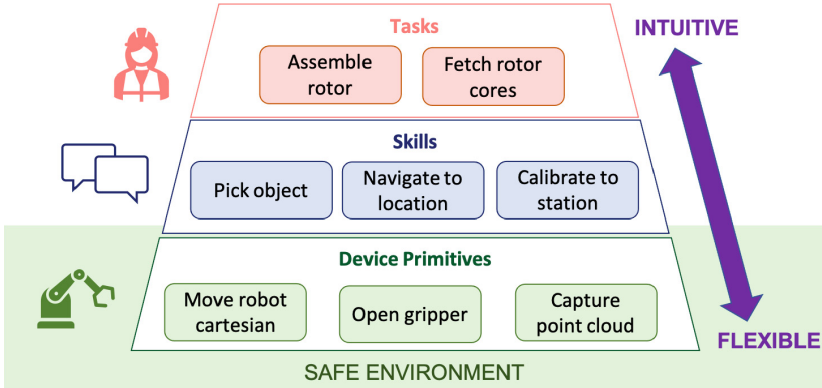 Tasks
INTUITIVE
Assemble
rotor
Fetch rotor
cores
Skills
Pick object
Navigate to
location
Calibrate to
station
Device Primitives
Move robot
cartesian
Open gripper
Capture
point cloud
FLEXIBLE
SAFE ENVIRONMENT